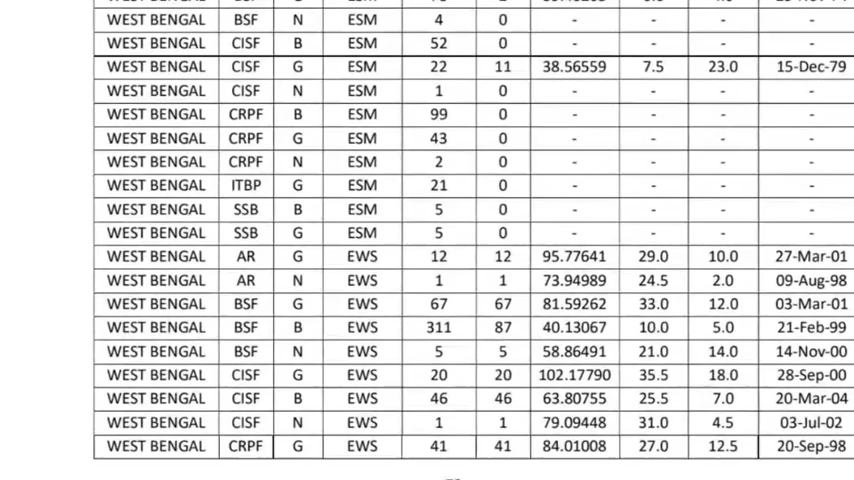 WEST BENGAL BSF N ESM 4 0 - - - -
WEST BENGAL CISF B ESM 52 0 - - - -
WEST BENGAL CISF G ESM 22 11 38.56559 7.5 23.0 15-Dec-79
WEST BENGAL CISF N ESM 1 0 - - - -
WEST BENGAL CRPF B ESM 99 0 - - - -
WEST BENGAL CRPF G ESM 43 0 - - - -
WEST BENGAL CRPF N ESM 2 0 - - - -
WEST BENGAL ITBP G ESM 21 0 - - - -
WEST BENGAL SSB B ESM 5 0 - - - -
WEST BENGAL SSB G ESM 5 0 - - - -
WEST BENGAL AR G EWS 12 12 95.77641 29.0 10.0 27-Mar-01
WEST BENGAL AR N EWS 1 1 73.94989 24.5 2.0 09-Aug-98
WEST BENGAL BSF G EWS 67 67 81.59262 33.0 12.0 03-Mar-01
WEST BENGAL BSF B EWS 311 87 40.13067 10.0 5.0 21-Feb-99
WEST BENGAL BSF N EWS 5 5 58.86491 21.0 14.0 14-Nov-00
WEST BENGAL CISF G EWS 20 20 102.17790 35.5 18.0 28-Sep-00
WEST BENGAL CISF B EWS 46 46 63.80755 25.5 7.0 20-Mar-04
WEST BENGAL CISF N EWS 1 1 79.09448 31.0 4.5 03-Jul-02
WEST BENGAL CRPF G EWS 41 41 84.01008 27.0 12.5 20-Sep-98